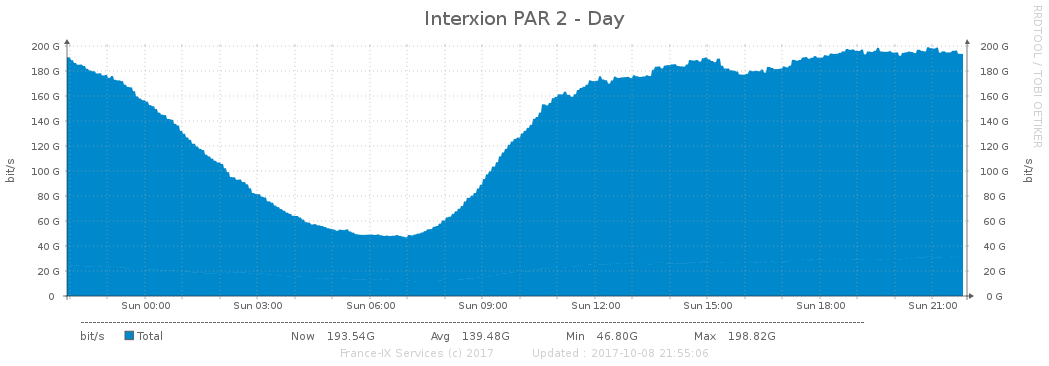 Interxion PAR 2 - Day
RRDTOOL / TOBI OETIKER
bit/s
bit/s
200 G
180 G
160 G
140 G
120 G
100 G
80 G
60 G
40 G
20 G
0
200 G
180 G
160 G
140 G
120 G
100 G
80 G
60 G
40 G
20 G
0 G
Sun 00:00 Sun 03:00 Sun 06:00 Sun 09:00 Sun 12:00 Sun 15:00 Sun 18:00 Sun 21:00
bit/s Total Now 193.54G Avg 139.48G Min 46.80G Max 198.82G
France-IX Services (c) 2017 Updated : 2017-10-08 21:55:06